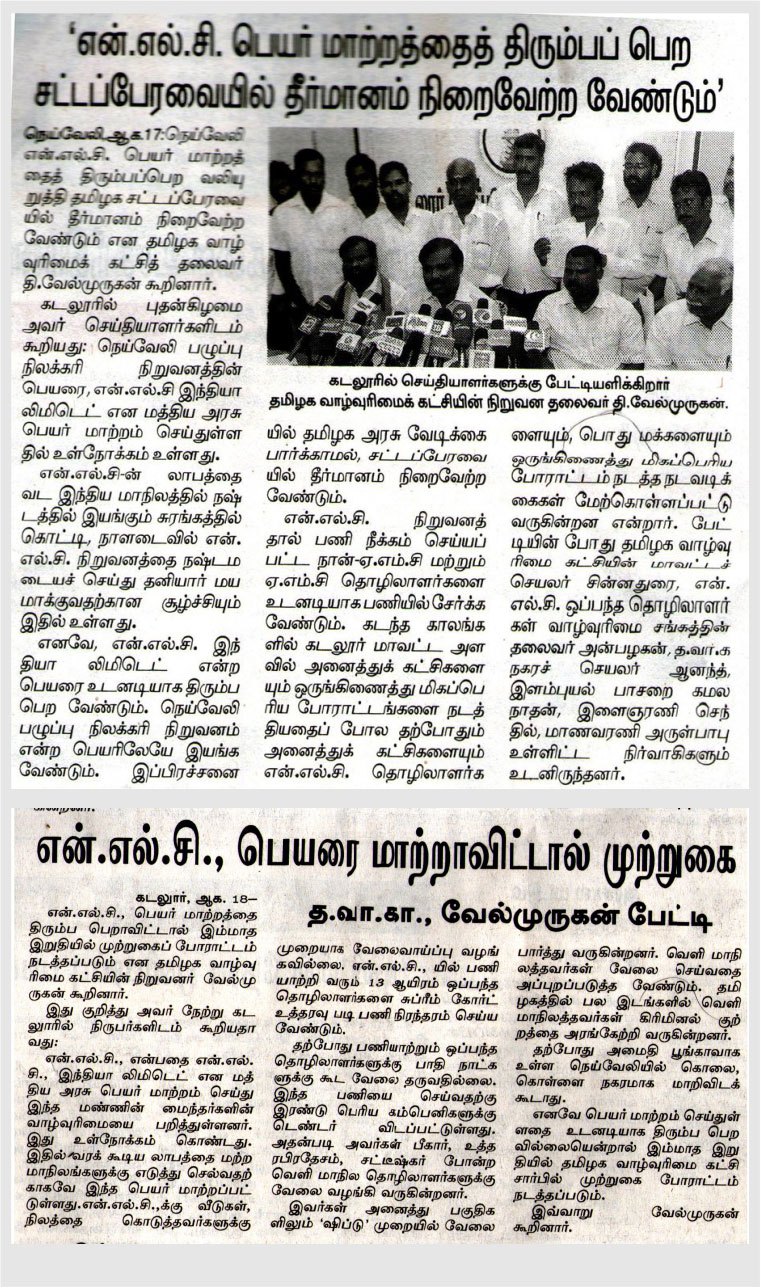 'என்.எல்.சி. பெயர் மாற்றத்தைத் திரும்பப் பெற
சட்டப்பேரவையில் தீர்மானம் நிறைவேற்ற வேண்டும்'
நெய்வேலி,ஆக.17:நெய்வேலி
என்.எல்.சி. பெயர் மாற்றத்
தைத் திரும்பப்பெற வலியு
றுத்தி தமிழக சட்டப்பேரவை
யில் தீர்மானம் நிறைவேற்ற
வேண்டும் என தமிழக வாழ்
வுரிமைக் கட்சித் தலைவர்
தி.வேல்முருகன் கூறினார்.
கடலூரில் புதன்கிழமை
அவர் செய்தியாளர்களிடம்
கூறியது: நெய்வேலி பழுப்பு
நிலக்கரி நிறுவனத்தின்
பெயரை, என்.எல்.சி இந்தியா
லிமிடெட் என மத்திய அரசு
பெயர் மாற்றம் செய்துள்ள
தில் உள்நோக்கம் உள்ளது.
என்.எல்.சி-ன் லாபத்தை
வட இந்திய மாநிலத்தில் நஷ்
டத்தில் இயங்கும் சுரங்கத்தில்
கொட்டி, நாளடைவில் என்.
எல்.சி. நிறுவனத்தை நஷ்டம
டையச் செய்து தனியார் மய
மாக்குவதற்கான சூழ்ச்சியும்
இதில் உள்ளது.
எனவே, என்.எல்.சி. இந்
தியா லிமிடெட் என்ற
பெயரை உடனடியாக திரும்ப
பெற வேண்டும். நெய்வேலி
பழுப்பு நிலக்கரி நிறுவனம்
என்ற பெயரிலேயே இயங்க
வேண்டும். இப்பிரச்சனை
கடலூரில் செய்தியாளர்களுக்கு பேட்டியளிக்கிறார்
தமிழக வாழ்வுரிமைக் கட்சியின் நிறுவன தலைவர் தி.வேல்முருகன்.
யில் தமிழக அரசு வேடிக்கை
பார்க்காமல், சட்டப்பேரவை
யில் தீர்மானம் நிறைவேற்ற
வேண்டும்.
என்.எல்.சி. நிறுவனத்
தால் பணி நீக்கம் செய்யப்
பட்ட நான்-ஏ.எம்.சி மற்றும்
ஏ.எம்.சி தொழிலாளர்களை
உடனடியாக பணியில் சேர்க்க
வேண்டும். கடந்த காலங்க
ளில் கடலூர் மாவட்ட அள
வில் அனைத்துக் கட்சிகளை
யும் ஒருங்கிணைத்து மிகப்பெ
ரிய போராட்டங்களை நடத்
தியதைப் போல தற்போதும்
அனைத்துக் கட்சிகளையும்
என்.எல்.சி. தொழிலாளர்க
ளையும், பொது மக்களையும்
ஒருங்கிணைத்து மிகப்பெரிய
போராட்டம் நடத்த நடவடிக்
கைகள் மேற்கொள்ளப்பட்டு
வருகின்றன என்றார். பேட்
டியின் போது தமிழக வாழ்வு
ரிமை கட்சியின் மாவட்டச்
செயலர் சின்னதுரை, என்.
எல்.சி. ஒப்பந்த தொழிலாளர்
கள் வாழ்வுரிமை சங்கத்தின்
தலைவர் அன்பழகன், த.வா.க
நகரச் செயலர் ஆனந்த்,
இளம்புயல் பாசறை கமல
நாதன், இளைஞரணி செந்
தில், மாணவரணி அருள்பாபு
உள்ளிட்ட நிர்வாகிகளும்
உடனிருந்தனர்.
என்.எல்.சி., பெயரை மாற்றாவிட்டால் முற்றுகை
த.வா.கா., வேல்முருகன் பேட்டி
கடலூர், ஆக. 18–
என்.எல்.சி., பெயர் மாற்றத்தை
திரும்ப பெறாவிட்டால் இம்மாத
இறுதியில் முற்றுகைப் போராட்டம்
நடத்தப்படும் என தமிழக வாழ்வு
ரிமை கட்சியின் நிறுவனர் வேல்மு
ருகன் கூறினார்.
இது குறித்து அவர் நேற்று கட
லூரில் நிருபர்களிடம் கூறியதா
வது:
என்.எல்.சி., என்பதை என்.எல்.
சி., இந்தியா லிமிடெட் என மத்
திய அரசு பெயர் மாற்றம் செய்து
இந்த மண்ணின் மைந்தர்களின்
வாழ்வுரிமையை பறித்துள்ளனர்.
இது உள்நோக்கம் கொண்டது.
இதில் வரக் கூடிய லாபத்தை மற்ற
மாநிலங்களுக்கு எடுத்து செல்வதற்
காகவே இந்த பெயர் மாற்றப்பட்
டுள்ளது.என்.எல்.சி.,க்கு வீடுகள்,
நிலத்தை கொடுத்தவர்களுக்கு
முறையாக வேலைவாய்ப்பு வழங்
கவில்லை. என்.எல்.சி., யில் பணி
யாற்றி வரும் 13 ஆயிரம் ஒப்பந்த
தொழிலாளர்களை சுப்ரீம் கோர்ட்
உத்தரவு படி பணி நிரந்தரம் செய்ய
வேண்டும்.
தற்போது பணியாற்றும் ஒப்பந்த
தொழிலாளர்களுக்கு பாதி நாட்க
ளுக்கு கூட வேலை தருவதில்லை.
இந்த பணியை செய்வதற்கு
இரண்டு பெரிய கம்பெனிகளுக்கு
டெண்டர் விடப்பட்டுள்ளது.
அதன்படி அவர்கள் பீகார், உத்த
ரபிரதேசம், சட்டீஷ்கர் போன்ற
வெளி மாநில தொழிலாளர்களுக்கு
வேலை வழங்கி வருகின்றனர்.
இவர்கள் அனைத்து பகுதிக
ளிலும் 'ஷிப்டு' முறையில் வேலை
பார்த்து வருகின்றனர். வெளி மாநி
லத்தவர்கள் வேலை செய்வதை
அப்புறப்படுத்த வேண்டும். தமி
ழகத்தில் பல இடங்களில் வெளி
மாநிலத்தவர்கள் கிரிமினல் குற்
றத்தை அரங்கேற்றி வருகின்றனர்.
தற்போது அமைதி பூங்காவாக
உள்ள நெய்வேலியில் கொலை,
கொள்ளை நகரமாக மாறிவிடக்
கூடாது.
எனவே பெயர் மாற்றம் செய்துள்
ளதை உடனடியாக திரும்ப பெற
வில்லையென்றால் இம்மாத இறு
தியில் தமிழக வாழ்வுரிமை கட்சி
சார்பில் முற்றுகை போராட்டம்
நடத்தப்படும்.
இவ்வாறு வேல்முருகன்
கூறினார்.